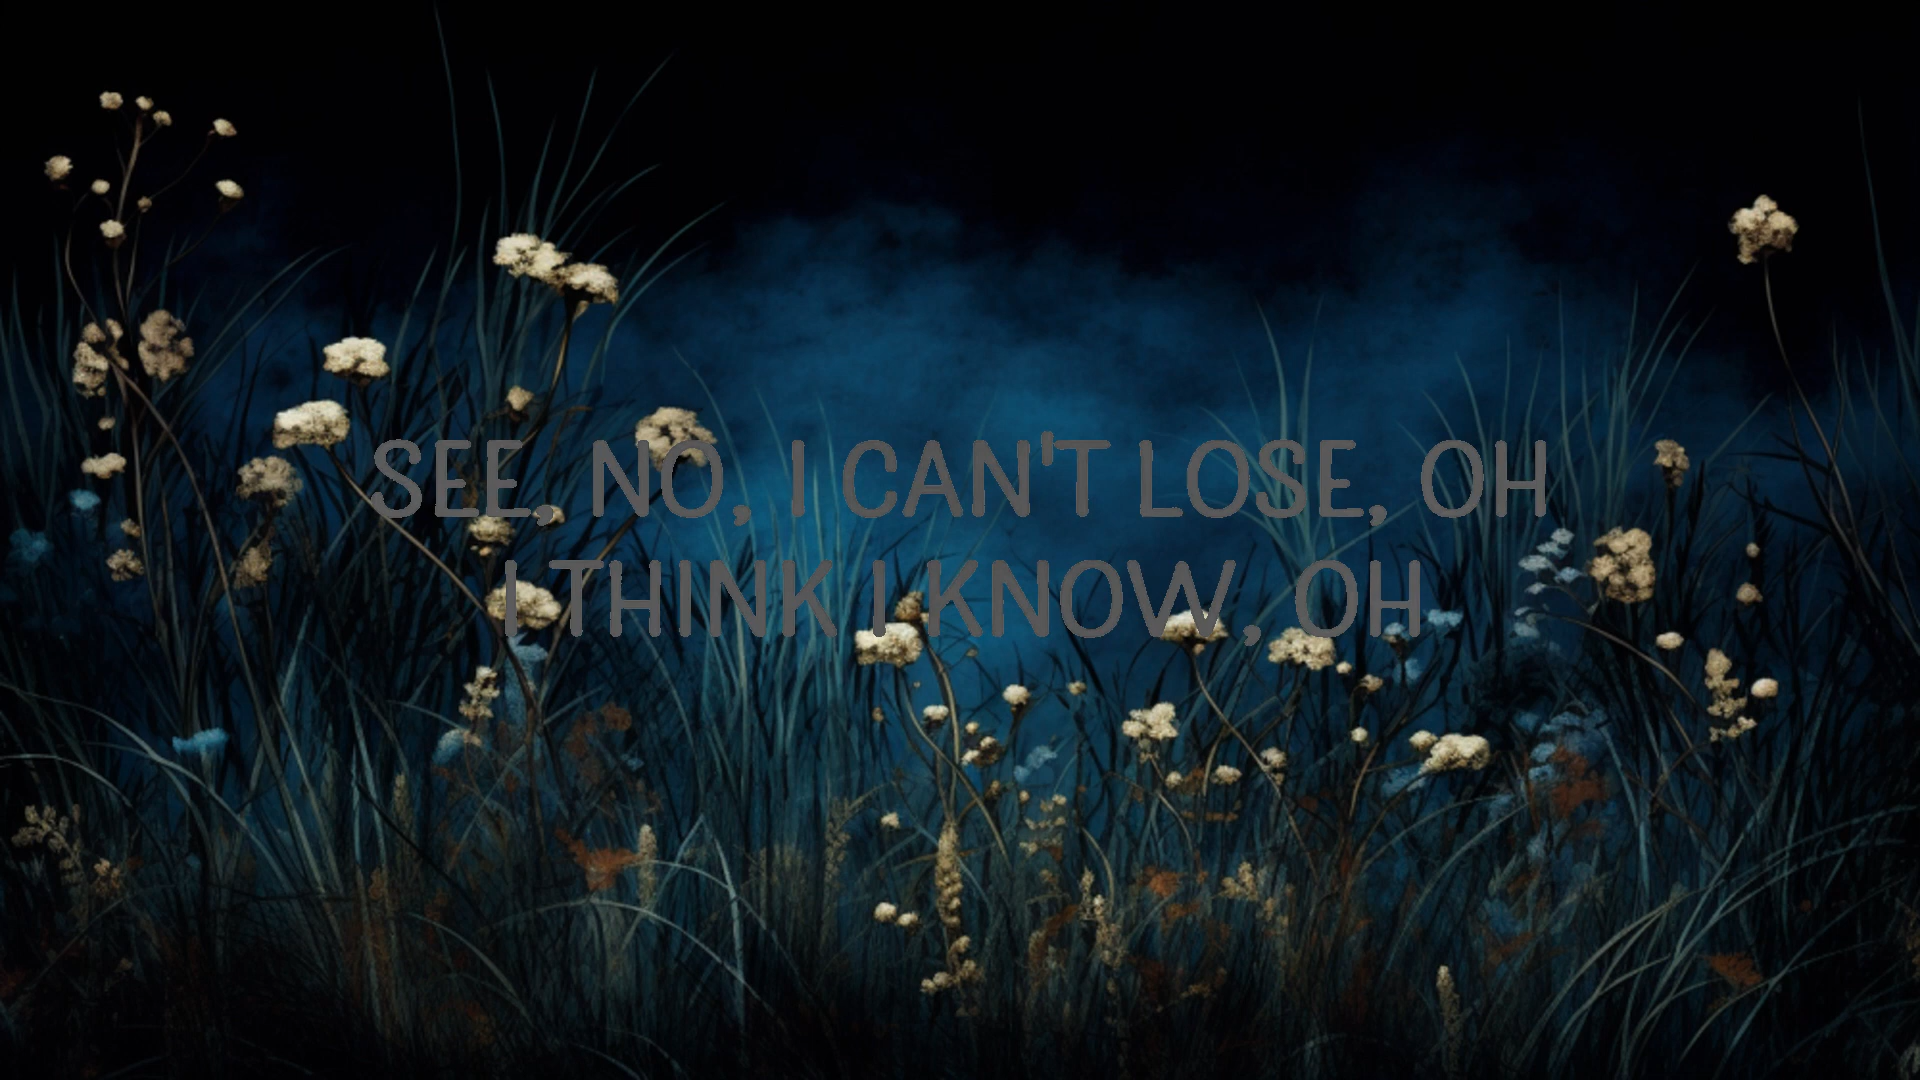 SEE, NO, I CAN'T LOSE, OH
I THINK I KNOW, OH